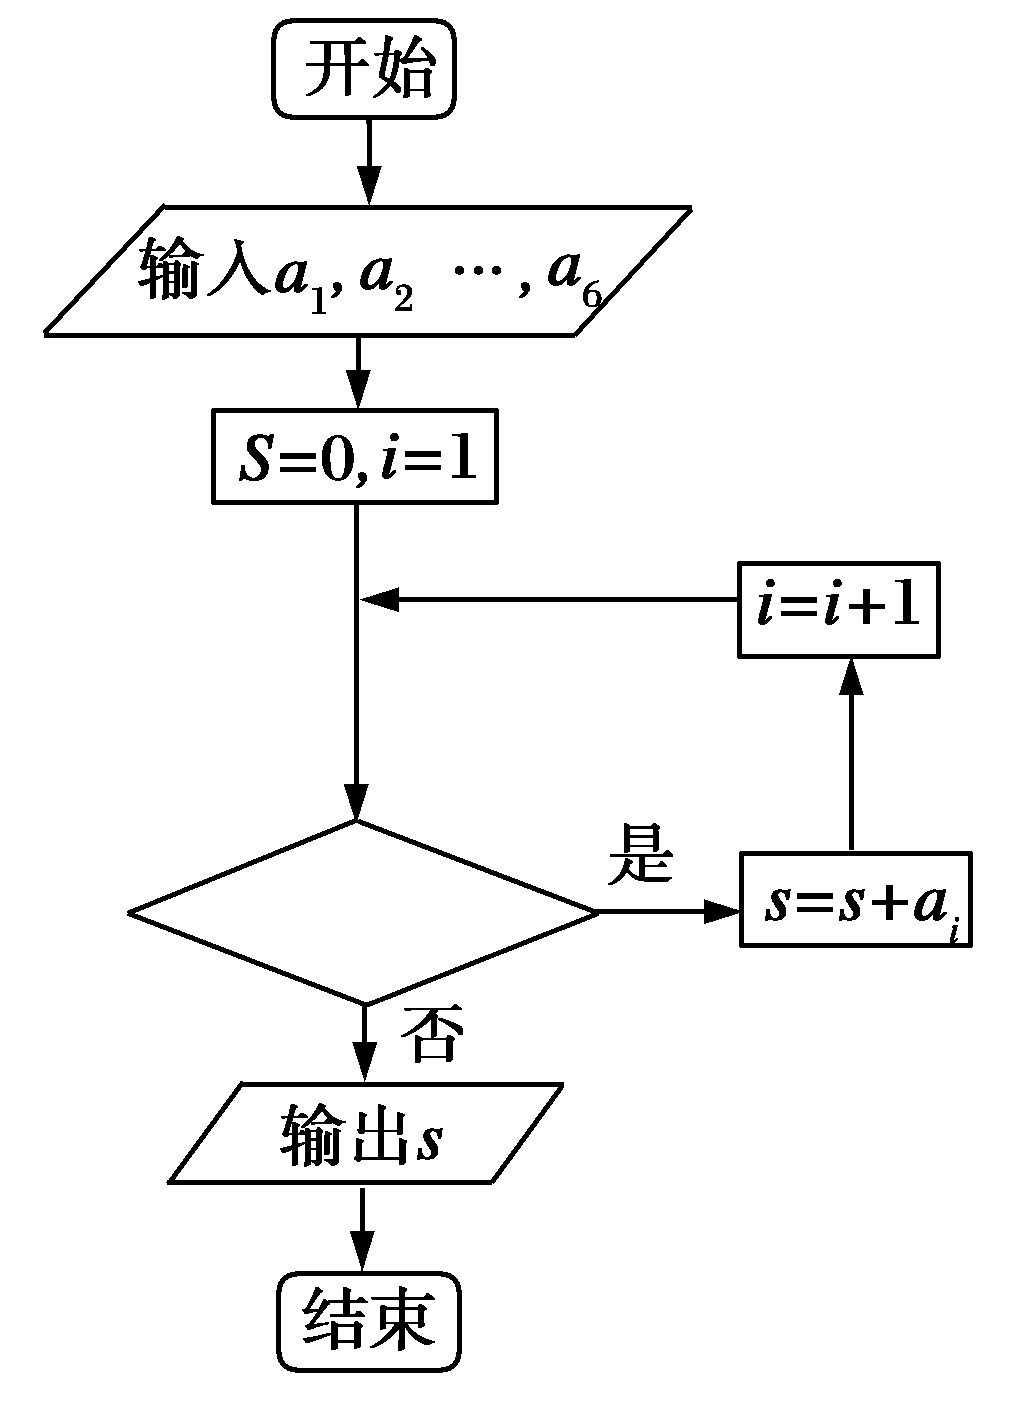 开始
输入a₁,a₂ ⋯,a₆
S=0,i=1
i=i+1
是
s=s+aᵢ
否
输出s
结束